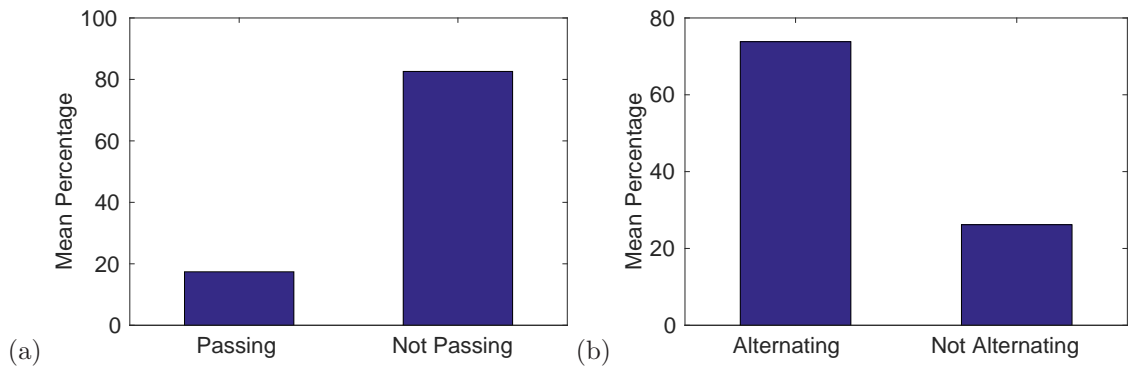 Mean Percentage
100
80
60
40
20
0
Passing
Not Passing
(a)
Mean Percentage
80
60
40
20
0
Alternating
Not Alternating
(b)